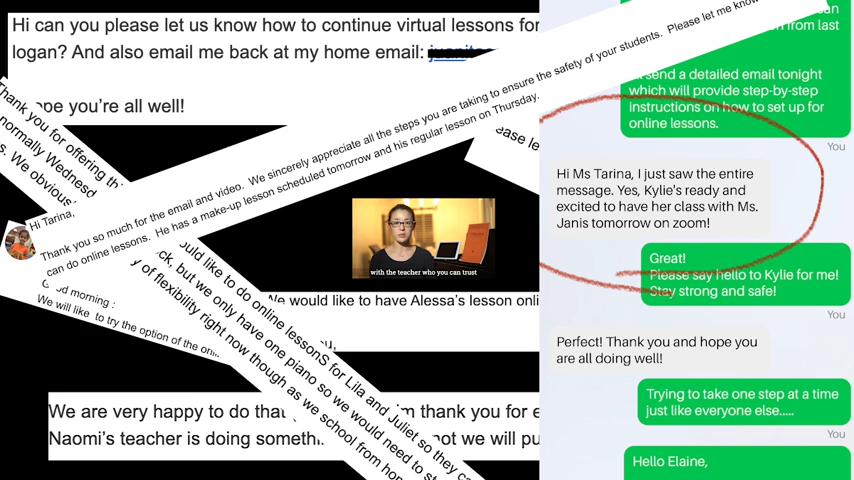 Hi can you please let us know how to continue virtual lessons for
logan? And also email me back at my home email:
ope you're all well!
Thank you for offering th
normally Wednesd
s. We obvious
Hi Tarina,
Thank you so much for the email and video. We sincerely appreciate all the steps you are taking to ensure the safety of your students. Please let me know
can do online lessons. He has a make-up lesson scheduled tomorrow and his regular lesson on Thursday.
ease le
with the teacher who you can trust
We will like to try the option of the onli
d morning :
ould like to do online lessonS for Lila and Juliet so they ca
ck, but we only have one piano so we would need to st
y of flexibility right now though as we school from hom
We would like to have Alessa's lesson onli
We are very happy to do that
im thank you for e
Naomi's teacher is doing somethi
not we will pu
an
from last
send a detailed email tonight
which will provide step-by-step
instructions on how to set up for
online lessons.
You
Hi Ms Tarina, I just saw the entire
message. Yes, Kylie's ready and
excited to have her class with Ms.
Janis tomorrow on zoom!
Great!
Please say hello to Kylie for me!
Stay strong and safe!
You
Perfect! Thank you and hope you
are all doing well!
Trying to take one step at a time
just like everyone else.....
You
Hello Elaine,